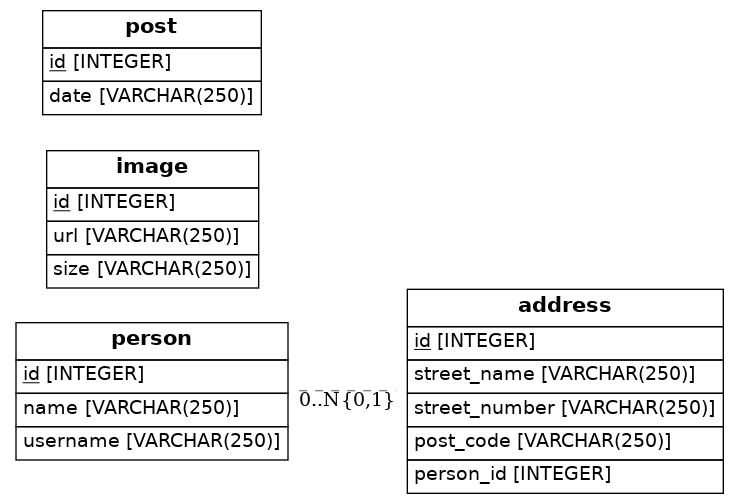 post
id [INTEGER]
date [VARCHAR(250)]
image
id [INTEGER]
url [VARCHAR(250)]
size [VARCHAR(250)]
person
id [INTEGER]
name [VARCHAR(250)]
username [VARCHAR(250)]
0..N{0,1}
address
id [INTEGER]
street_name [VARCHAR(250)]
street_number [VARCHAR(250)]
post_code [VARCHAR(250)]
person_id [INTEGER]